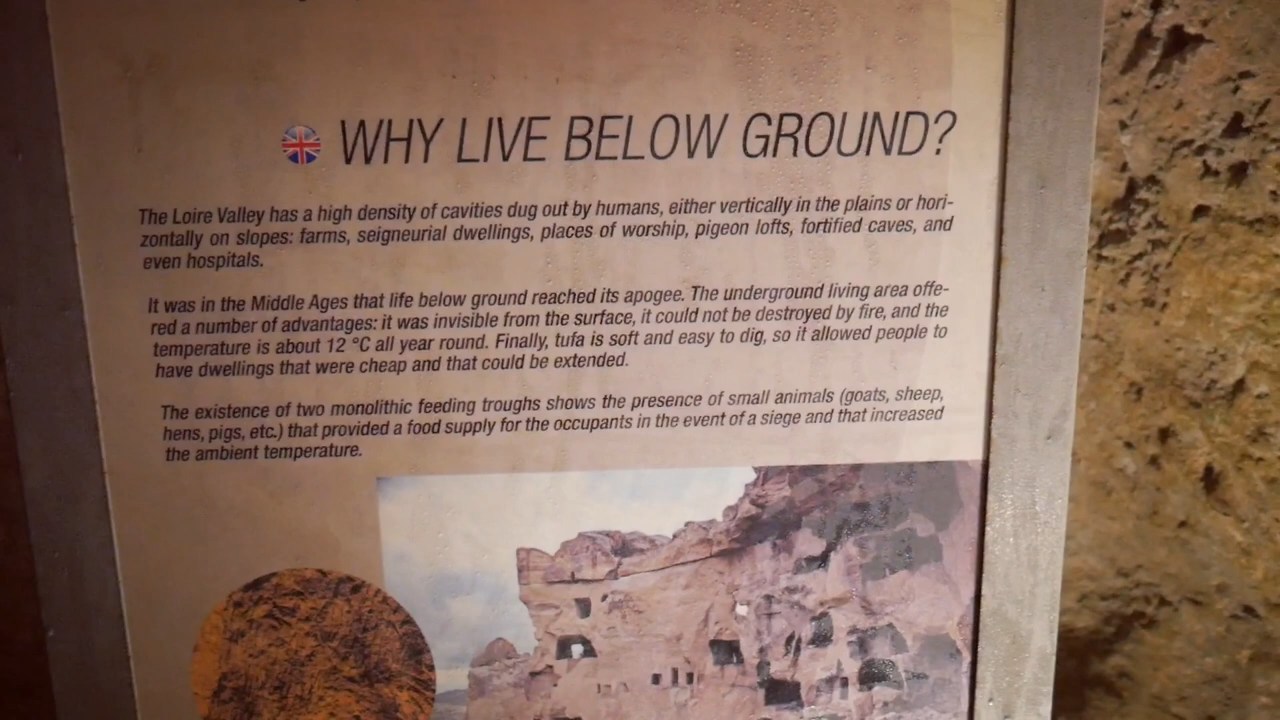 WHY LIVE BELOW GROUND?
The Loire Valley has a high density of cavities dug out by humans, either vertically in the plains or hori-
zontally on slopes: farms, seigneurial dwellings, places of worship, pigeon lofts, fortified caves, and
even hospitals.
It was in the Middle Ages that life below ground reached its apogee. The underground living area offe-
red a number of advantages: it was invisible from the surface, it could not be destroyed by fire, and the
temperature is about 12 °C all year round. Finally, tufa is soft and easy to dig, so it allowed people to
have dwellings that were cheap and that could be extended.
The existence of two monolithic feeding troughs shows the presence of small animals (goats, sheep,
hens, pigs, etc.) that provided a food supply for the occupants in the event of a siege and that increased
the ambient temperature.